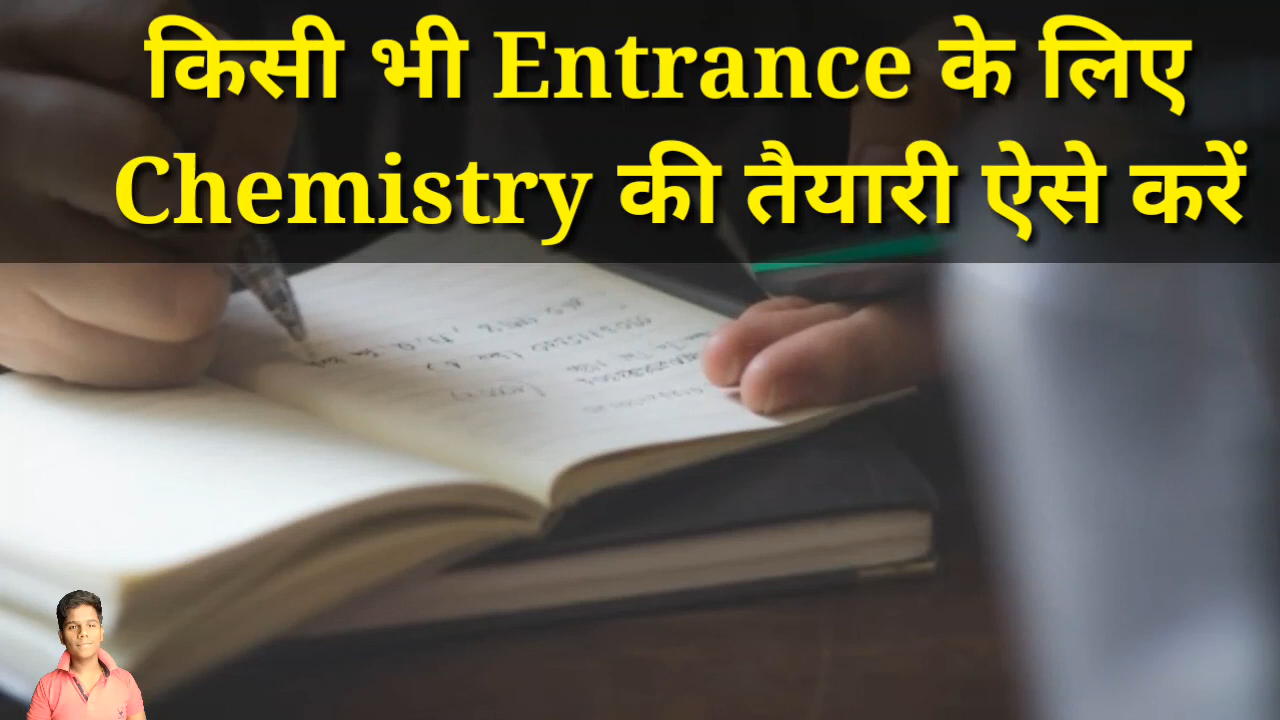 किसी भी Entrance के लिए
Chemistry की तैयारी ऐसे करें